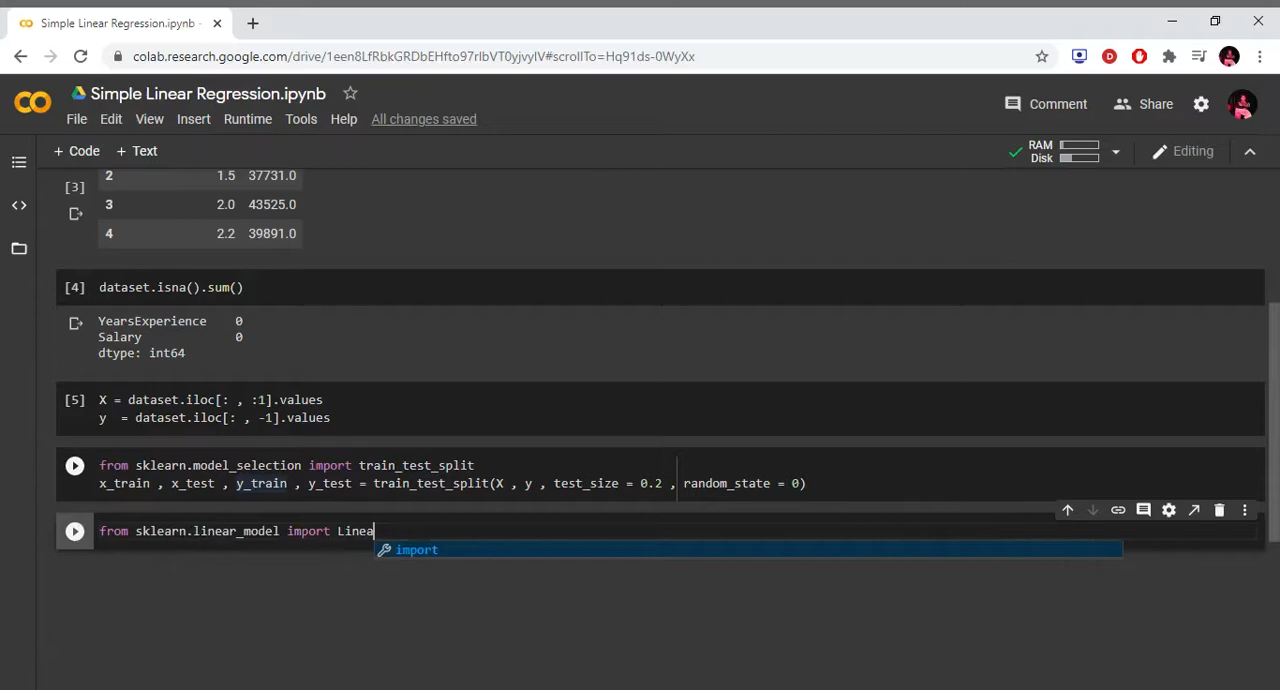 Simple Linear Regression.ipynb -
colab.research.google.com/drive/1een8LfRbkGRDbEHfto97rIbVT0yjvyIV#scrollTo=Hq91ds-0WyXx
D
CO Simple Linear Regression.ipynb
Comment Share
File Edit View Insert Runtime Tools Help All changes saved
+ Code + Text RAM Disk Editing
2 1.5 37731.0
[3]
3 2.0 43525.0
4 2.2 39891.0
[4] dataset.isna().sum()
YearsExperience 0
Salary 0
dtype: int64
[5] X = dataset.iloc[: , :1].values
y = dataset.iloc[: , -1].values
from sklearn.model_selection import train_test_split
x_train , x_test , y_train , y_test = train_test_split(X , y , test_size = 0.2 , random_state = 0)
from sklearn.linear_model import Linea
import